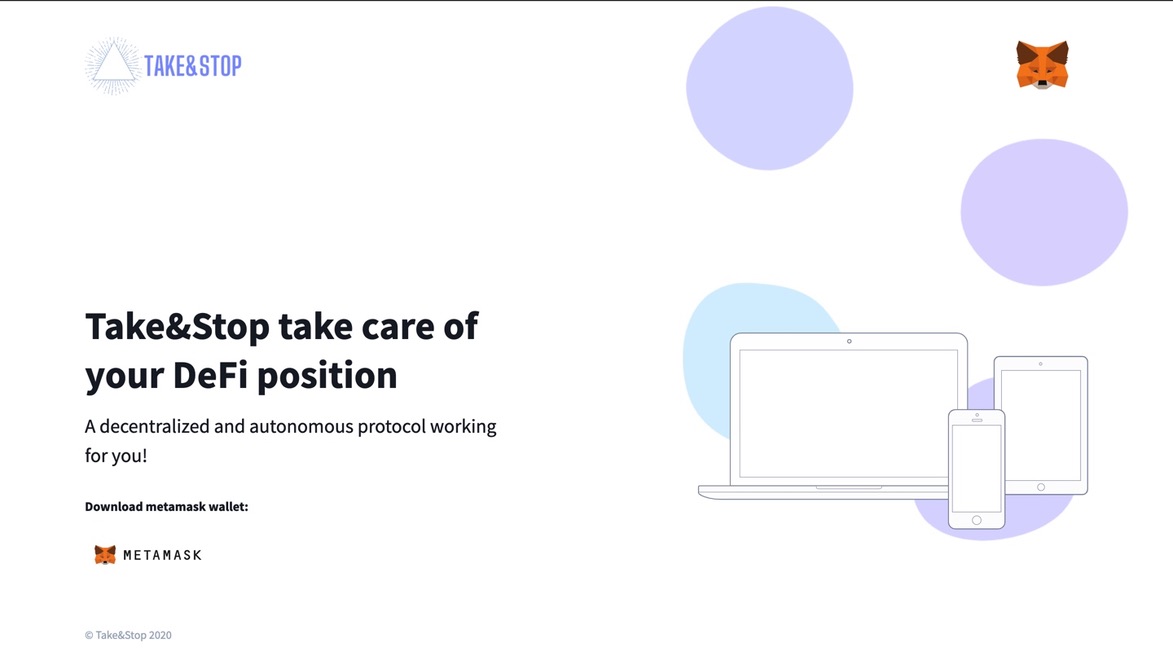 TAKE&STOP
Take&Stop take care of
your DeFi position
A decentralized and autonomous protocol working
for you!
Download metamask wallet:
METAMASK
© Take&Stop 2020